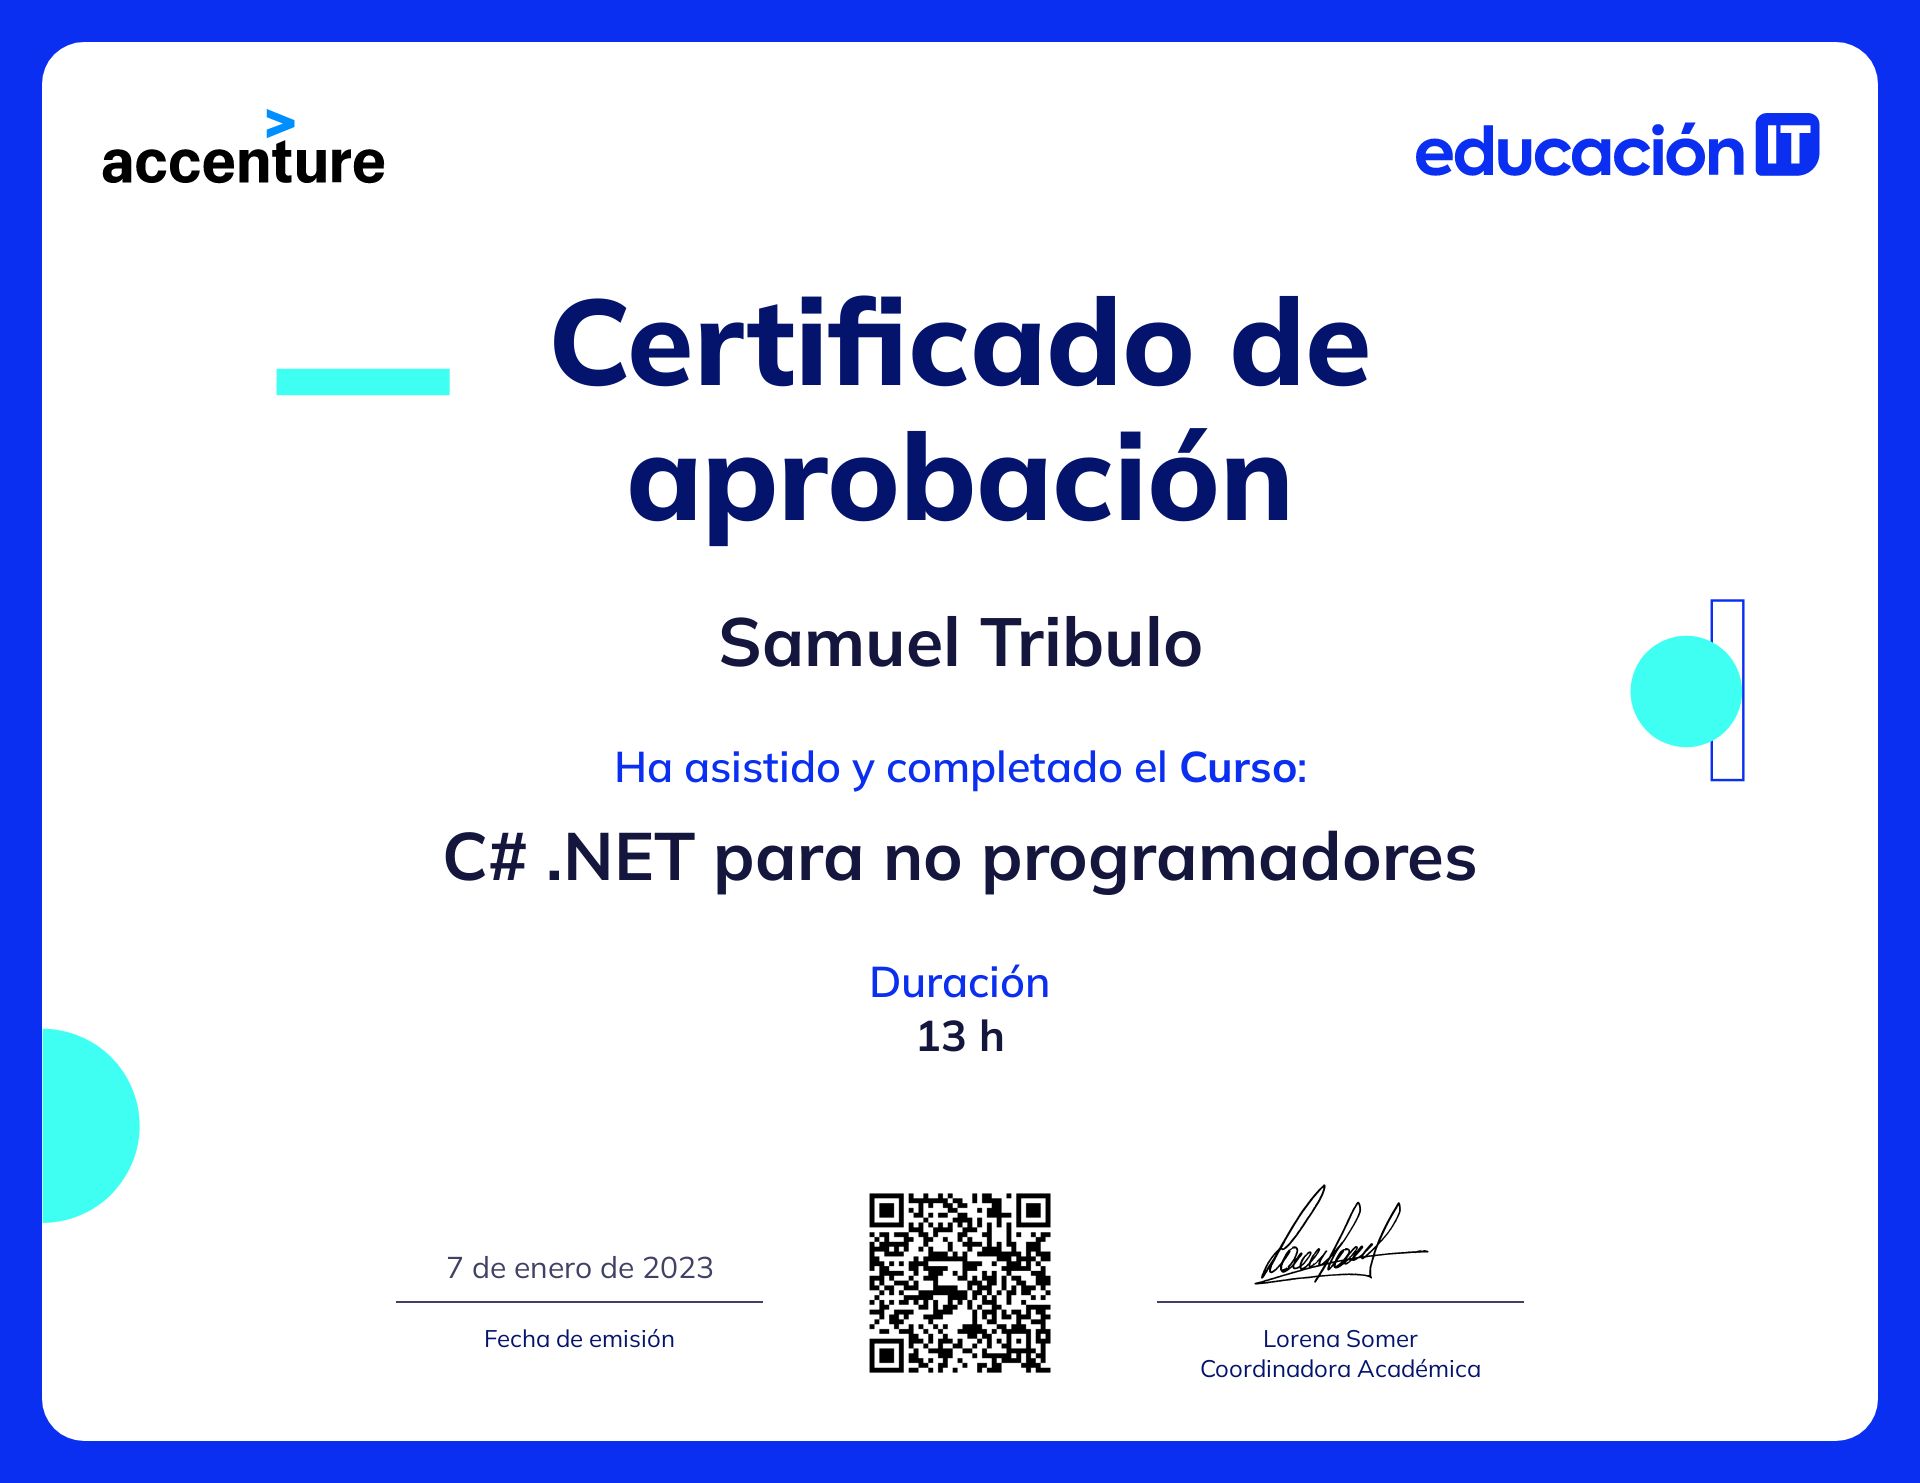 accenture
educación IT
Certificado de
aprobación
Samuel Tribulo
Ha asistido y completado el Curso:
C# .NET para no programadores
Duración
13 h
7 de enero de 2023
Fecha de emisión
Lorena Somer
Coordinadora Académica